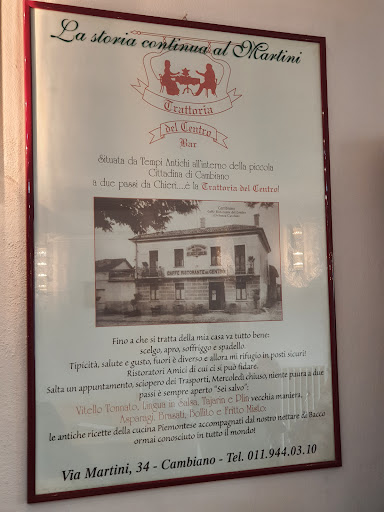 La storia continua al Martini
Trattoria
del Centro
Bar
Situata da Tempi Antichi all'interno della piccola
Cittadina di Cambiano
a due passi da Chieri....è la Trattoria del Centro!
CAFFÈ RISTORANTE DEL CENTRO
Fino a che si tratta della mia casa va tutto bene:
scelgo, apro, soffriggo e spadello.
Tipicità, salute e gusto, fuori è diverso e allora mi rifugio in posti sicuri!
Ristoratori Amici di cui ci si può fidare.
Salta un appuntamento, sciopero dei Trasporti, Mercoledì chiuso, niente paura a due
passi è sempre aperto "Sei salvo":
Vitello Tonnato, Lingua in Salsa, Tajarin e Plin vecchia maniera,
Asparagi, Brasati, Bollito e Fritto Misto:
le antiche ricette della cucina Piemontese accompagnati dal nostro nettare da Bacco
ormai conosciuto in tutto il mondo!
Via Martini, 34 - Cambiano - Tel. 011.944.03.10